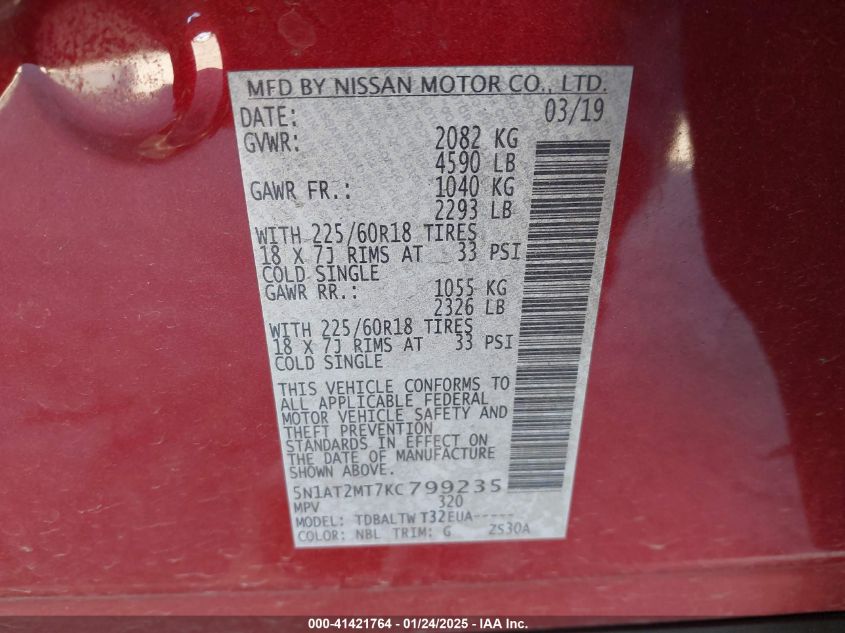 MFD BY NISSAN MOTOR CO., LTD.
DATE: 03/19
GVWR: 2082 KG
4590 LB
GAWR FR.: 1040 KG
2293 LB
WITH 225/60R18 TIRES
18 X 7J RIMS AT 33 PSI
COLD SINGLE
GAWR RR.: 1055 KG
2326 LB
WITH 225/60R18 TIRES
18 X 7J RIMS AT 33 PSI
COLD SINGLE
THIS VEHICLE CONFORMS TO
ALL APPLICABLE FEDERAL
MOTOR VEHICLE SAFETY AND
THEFT PREVENTION
STANDARDS IN EFFECT ON
THE DATE OF MANUFACTURE
SHOWN ABOVE.
5N1AT2MT7KC799235
MPV 320
MODEL: TDBALTW T32EUA-----
COLOR: NBL TRIM: G ZS30A
000-41421764 - 01/24/2025 - IAA Inc.